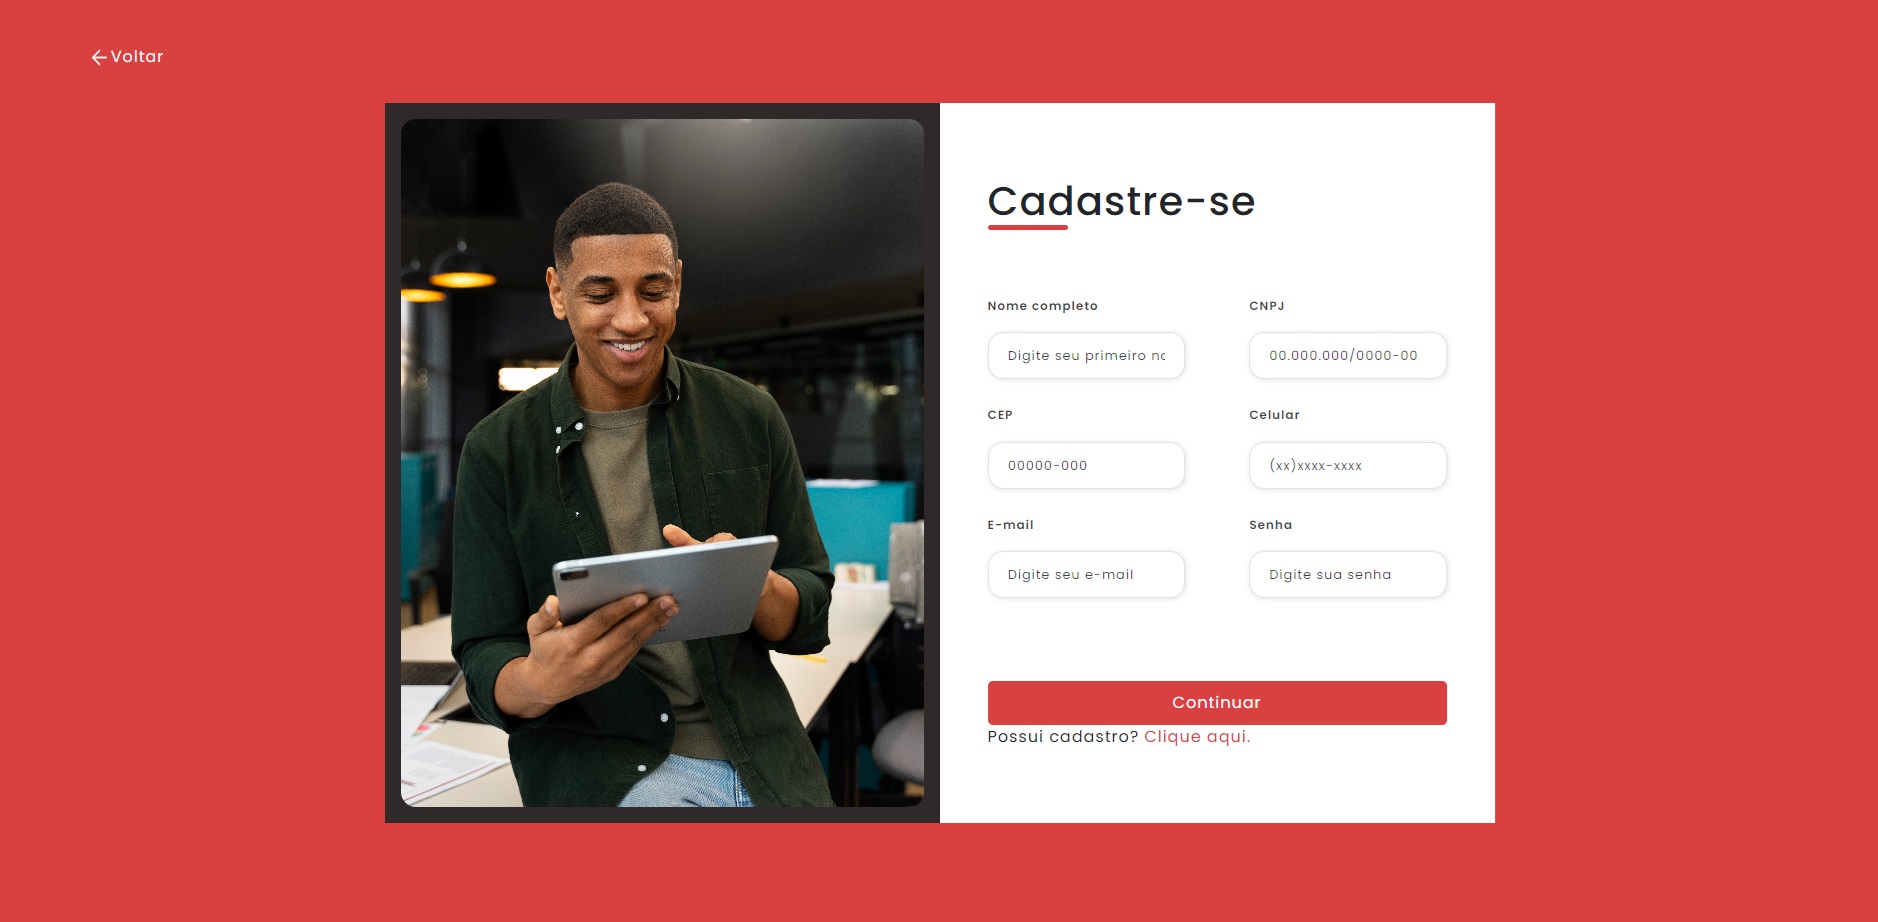 Voltar
Cadastre-se
Nome completo
CNPJ
Digite seu primeiro no
00.000.000/0000-00
CEP
Celular
00000-000
(xx)xxxx-xxxx
E-mail
Senha
Digite seu e-mail
Digite sua senha
Continuar
Possui cadastro? Clique aqui.